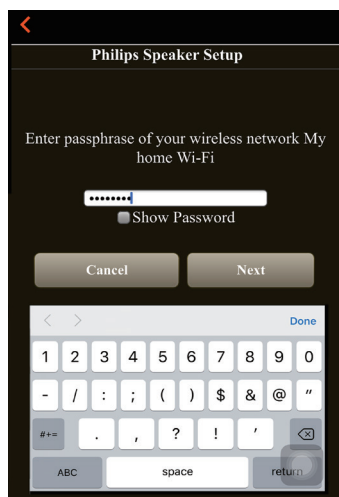 Philips Speaker Setup
Enter passphrase of your wireless network My
home Wi-Fi
••••••••
Show Password
Cancel Next
Done
1 2 3 4 5 6 7 8 9 0
- / : ; ( ) $ & @ "
#+= . , ? ! '
ABC space return